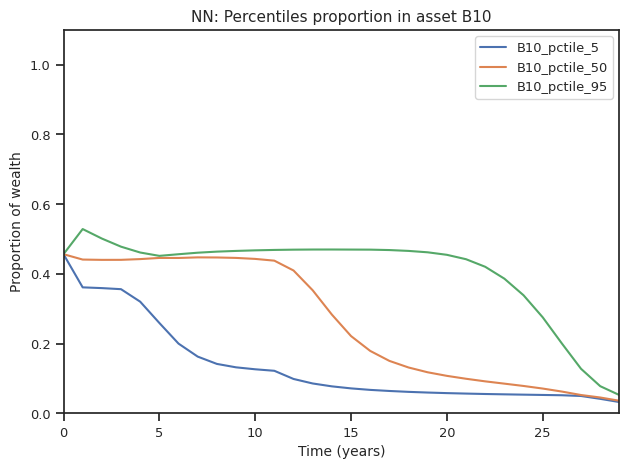 NN: Percentiles proportion in asset B10
B10_pctile_5
B10_pctile_50
B10_pctile_95
Proportion of wealth
1.0
0.8
0.6
0.4
0.2
0.0
0 5 10 15 20 25
Time (years)